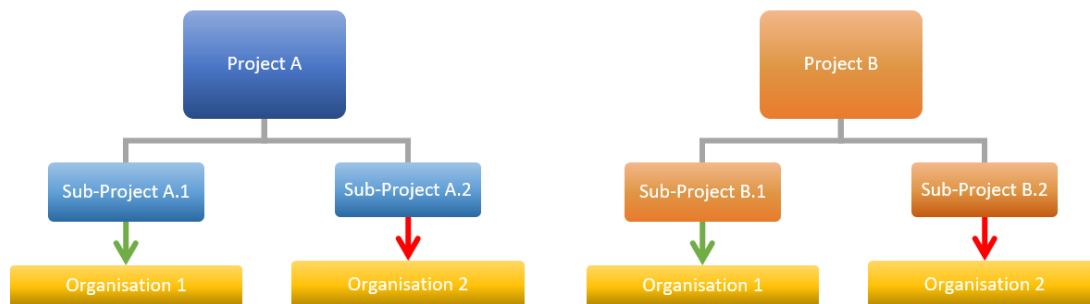 Project A
Project B
Sub-Project A.1
Sub-Project A.2
Sub-Project B.1
Sub-Project B.2
Organisation 1
Organisation 2
Organisation 1
Organisation 2